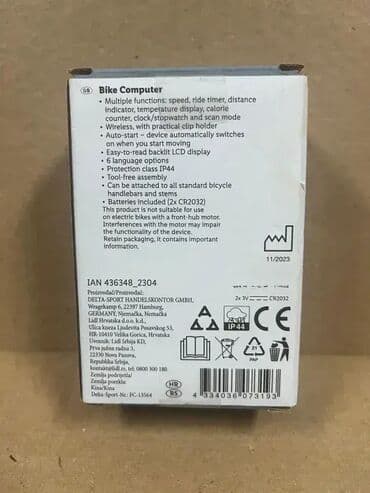 GB Bike Computer
• Multiple functions: speed, ride timer, distance
indicator, temperature display, calorie
counter, clock/stopwatch and scan mode
• Wireless, with practical clip holder
• Auto-start – device automatically switches
on when you start moving
• Easy-to-read backlit LCD display
• 6 language options
• Protection class IP44
• Tool-free assembly
• Can be attached to all standard bicycle
handlebars and stems
• Batteries included (2x CR2032)
This product is not suitable for use
on electric bikes with a front-hub motor.
Interferences with the motor may impair
the functionality of the device.
Retain packaging, it contains important
information.
11/2023
IAN 436348_2304
Proizvođač/Proizvođač:
DELTA-SPORT HANDELSKONTOR GMBH,
Wragekamp 6, 22397 Hamburg,
GERMANY, Njemačka, Nemačka
Lidl Hrvatska d.o.o. k.d.
Ulica kneza Ljudevita Posavskog 53,
HR-10410 Velika Gorica, Hrvatska
Uvoznik: Lidl Srbija KD,
Prva južna radna 3,
22330 Nova Pazova,
Republika Srbija,
kontakt@lidl.rs, tel: 0800 300 180
Zemlja podrijetla/
Zemlja porekla:
Kina/Kina
Delta-Sport-Nr.: FC-13564
2x 3V CR2032
IP44
CE
21
PAP
HR
RS
4 334036 073193